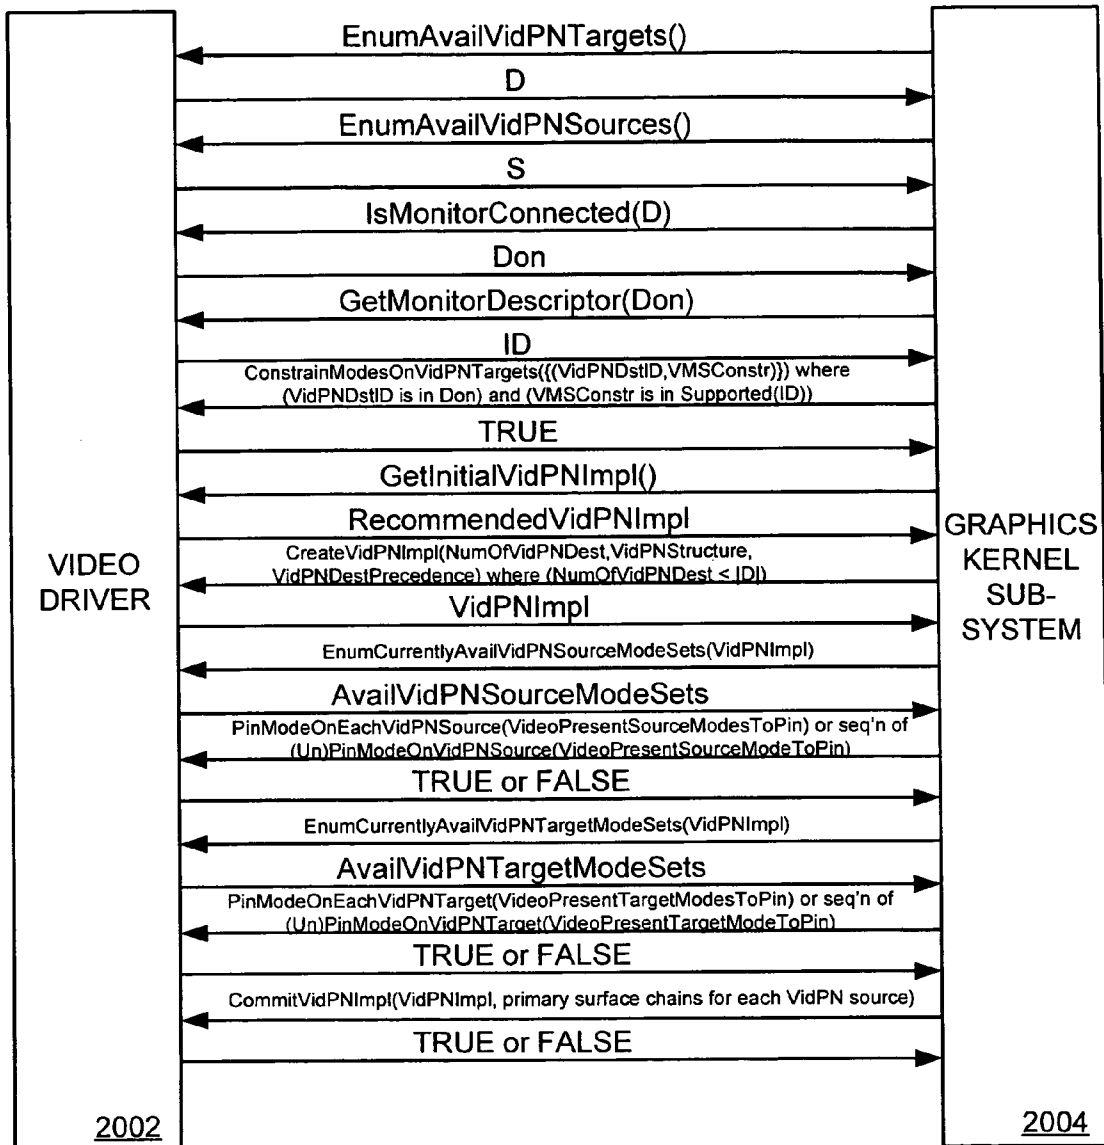 EnumAvailVidPNTargets()
D
EnumAvailVidPNSources()
S
IsMonitorConnected(D)
Don
GetMonitorDescriptor(Don)
ID
ConstrainModesOnVidPNTargets({(VidPNDstID,VMSConstr)}) where
(VidPNDstID is in Don) and (VMSConstr is in Supported(ID))
TRUE
GetInitialVidPNImpl()
RecommendedVidPNImpl
CreateVidPNImpl(NumOfVidPNDest,VidPNStructure,
VidPNDestPrecedence) where (NumOfVidPNDest < |D|)
VidPNImpl
EnumCurrentlyAvailVidPNSourceModeSets(VidPNImpl)
AvailVidPNSourceModeSets
PinModeOnEachVidPNSource(VideoPresentSourceModesToPin) or seq'n of
(Un)PinModeOnVidPNSource(VideoPresentSourceModeToPin)
TRUE or FALSE
EnumCurrentlyAvailVidPNTargetModeSets(VidPNImpl)
AvailVidPNTargetModeSets
PinModeOnEachVidPNTarget(VideoPresentTargetModesToPin) or seq'n of
(Un)PinModeOnVidPNTarget(VideoPresentTargetModeToPin)
TRUE or FALSE
CommitVidPNImpl(VidPNImpl, primary surface chains for each VidPN source)
TRUE or FALSE
VIDEO
DRIVER
2002
GRAPHICS
KERNEL
SUB-
SYSTEM
2004